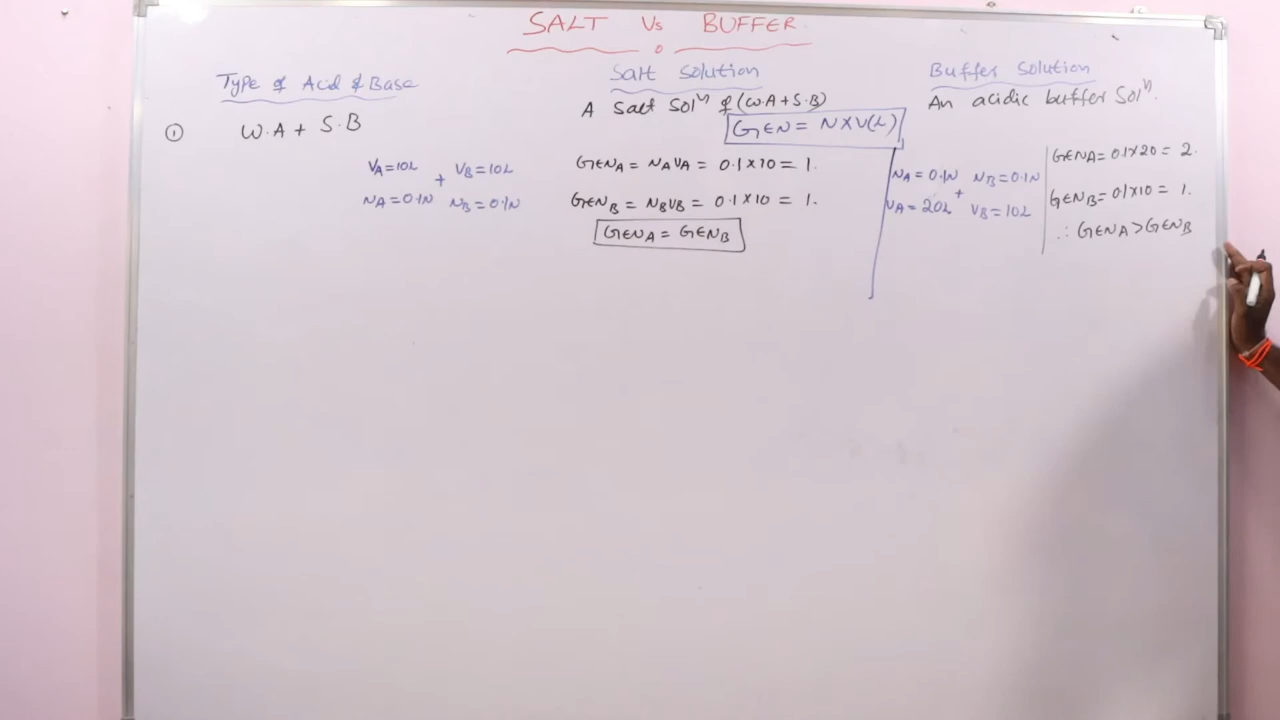 SALT Vs BUFFER.
Type of Acid & Base
Salt Solution
Buffer Solution
① W.A + S.B
A Salt Solⁿ of (W.A + S.B)
An acidic buffer Solⁿ.
GEN = N×V(L)
VA = 10L + VB = 10L
NA = 0.1N NB = 0.1N
GENA = NAVA = 0.1 × 10 = 1.
GENB = NBVB = 0.1 × 10 = 1.
GENA = GENB
NA = 0.1N + NB = 0.1N
VA = 20L VB = 10L
GENA = 0.1×20 = 2.
GENB = 0.1×10 = 1.
∴ GENA > GENB